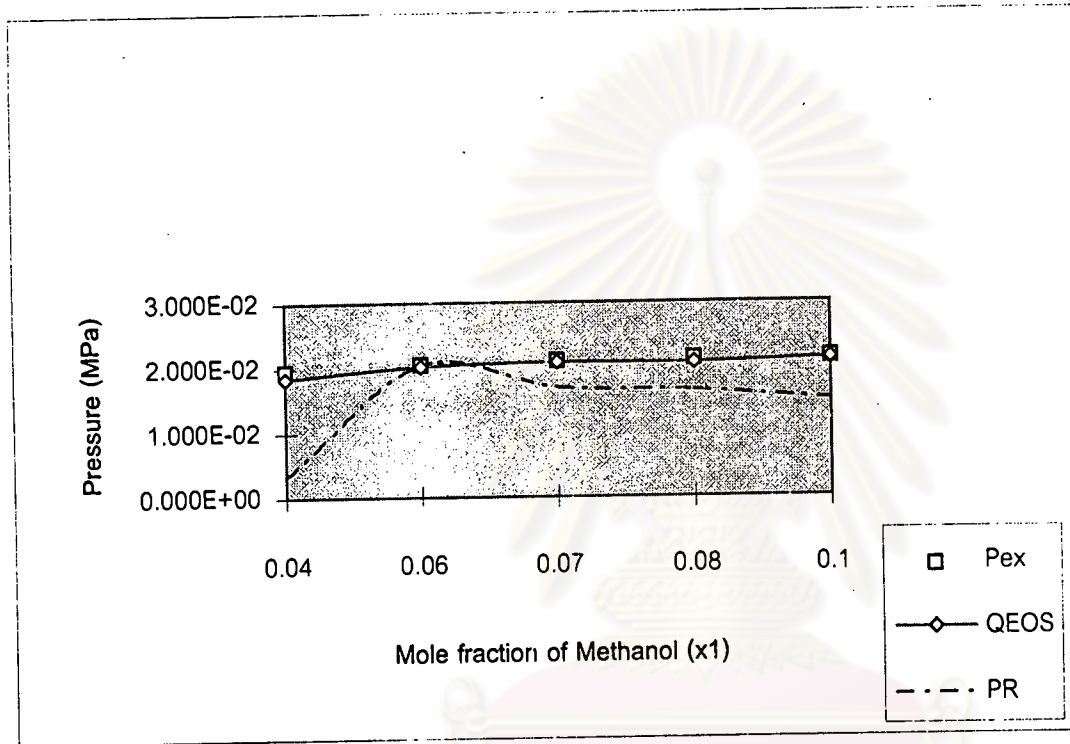 3.000E-02
2.000E-02
1.000E-02
0.000E+00
Pressure (MPa)
0.04 0.06 0.07 0.08 0.1
Mole fraction of Methanol (x1)
Pex
QEOS
PR